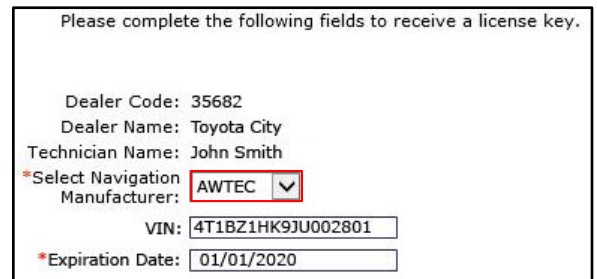 Please complete the following fields to receive a license key.
Dealer Code: 35682
Dealer Name: Toyota City
Technician Name: John Smith
*Select Navigation
Manufacturer: AWTEC
VIN: 4T1BZ1HK9JU002801
*Expiration Date: 01/01/2020